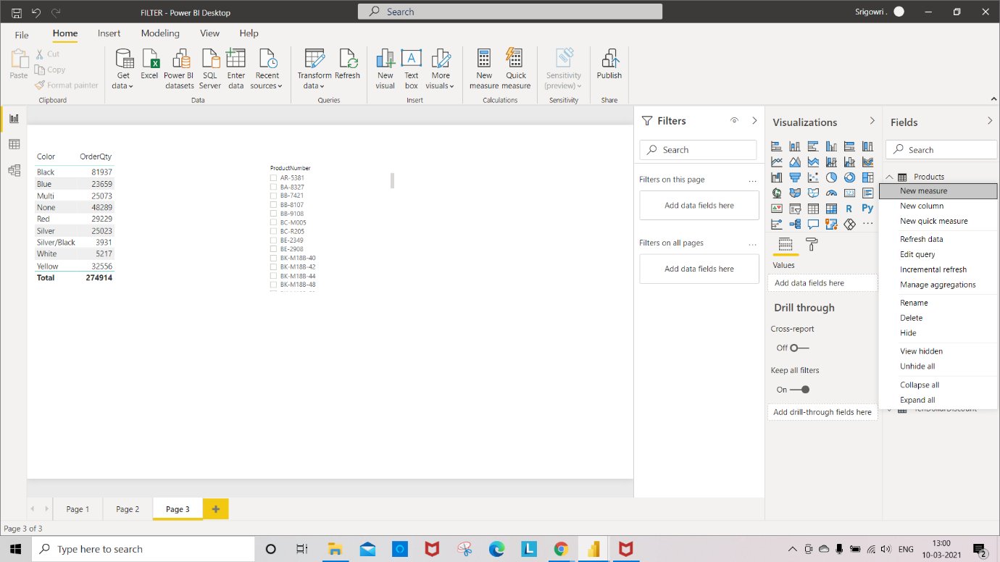 FILTER - Power BI Desktop
Search
Srigowri .
File
Home
Insert
Modeling
View
Help
Paste
Cut
Copy
Format painter
Clipboard
Get data
Excel
Power BI datasets
SQL Server
Enter data
Recent sources
Data
Transform data
Refresh
Queries
New visual
Text box
More visuals
Insert
New measure
Quick measure
Calculations
Sensitivity (preview)
Sensitivity
Publish
Share
Color OrderQty
Black 81937
Blue 23659
Multi 25073
None 48289
Red 29229
Silver 25023
Silver/Black 3931
White 5217
Yellow 32556
Total 274914
ProductNumber
AR-5381
BA-8327
BB-7421
BB-8107
BB-9108
BC-M005
BC-R205
BE-2349
BE-2908
BK-M18B-40
BK-M18B-42
BK-M18B-44
BK-M18B-48
Filters
Search
Filters on this page
Add data fields here
Filters on all pages
Add data fields here
Visualizations
R
Py
Values
Add data fields here
Drill through
Cross-report
Off
Keep all filters
On
Add drill-through fields here
Fields
Search
Products
New measure
New column
New quick measure
Refresh data
Edit query
Incremental refresh
Manage aggregations
Rename
Delete
Hide
View hidden
Unhide all
Collapse all
Expand all
Page 1
Page 2
Page 3
Page 3 of 3
Type here to search
ENG
13:00
10-03-2021
2